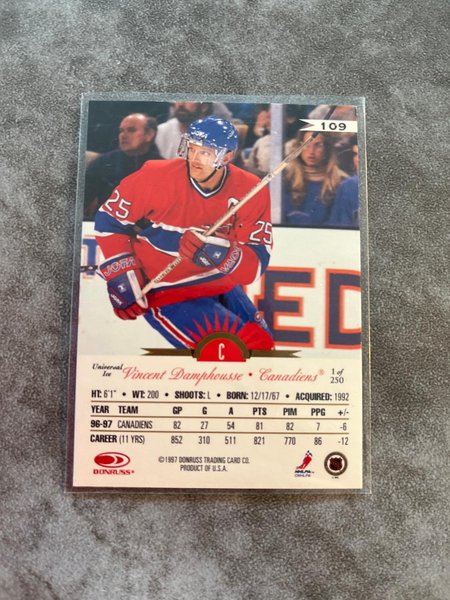 109
25
25
JOFA
C
Universal Ice
Vincent Damphousse • Canadiens®
1 of 250
HT: 6'1" • WT: 200 • SHOOTS: L • BORN: 12/17/67 • ACQUIRED: 1992
YEAR TEAM GP G A PTS PIM PPG +/-
96-97 CANADIENS 82 27 54 81 82 7 -6
CAREER (11 YRS) 852 310 511 821 770 86 -12
DONRUSS
©1997 DONRUSS TRADING CARD CO.
PRODUCT OF U.S.A.
NHLPA